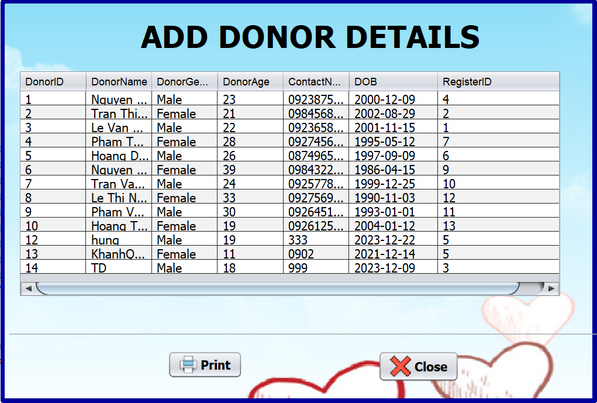 ADD DONOR DETAILS
DonorID DonorName DonorGe... DonorAge ContactN... DOB RegisterID
1 Nguyen ... Male 23 0923875... 2000-12-09 4
2 Tran Thi... Female 21 0984568... 2002-08-29 2
3 Le Van ... Male 22 0923658... 2001-11-15 1
4 Pham T... Female 28 0927456... 1995-05-12 7
5 Hoang D... Male 26 0874965... 1997-09-09 6
6 Nguyen ... Female 39 0984322... 1986-04-15 9
7 Tran Va... Male 24 0925778... 1999-12-25 10
8 Le Thi N... Female 33 0927569... 1990-11-03 12
9 Pham V... Male 30 0926451... 1993-01-01 11
10 Hoang T... Female 19 0926125... 2004-01-12 13
12 hung Male 19 333 2023-12-22 5
13 KhanhO... Female 11 0902 2021-12-14 5
14 TD Male 18 999 2023-12-09 3
Print Close